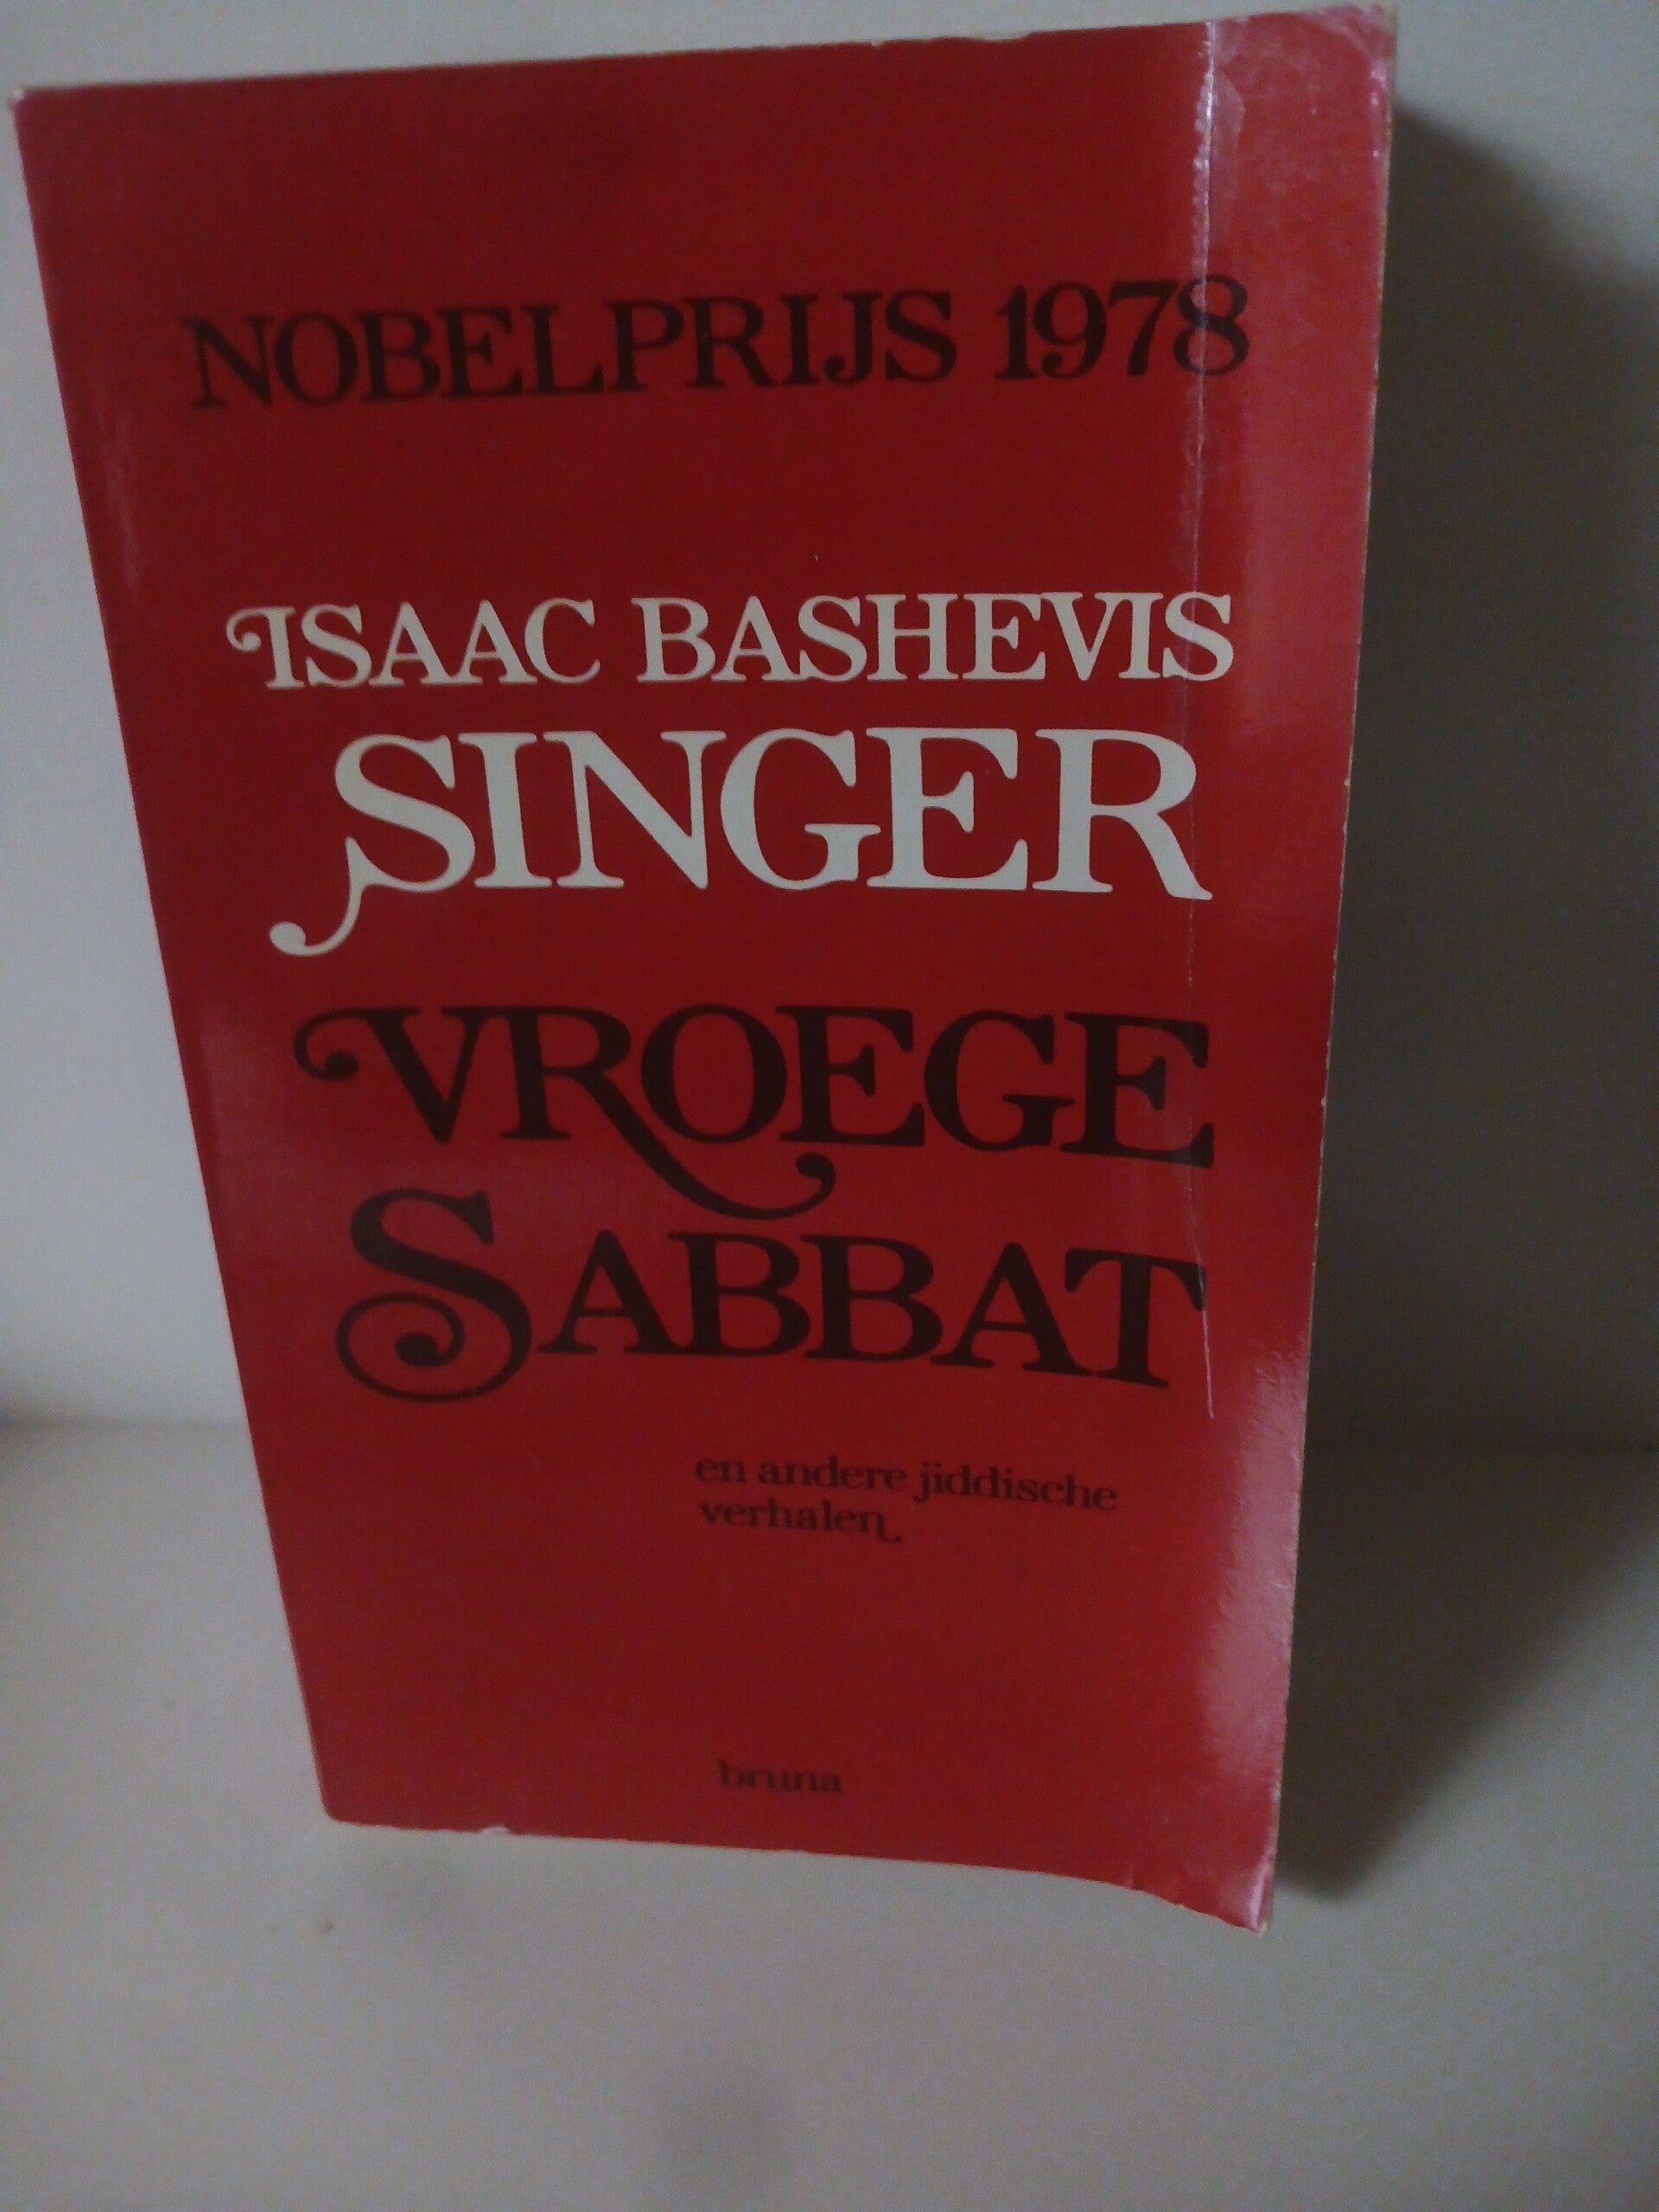 NOBELPRIJS 1978
ISAAC BASHEVIS
SINGER
VROEGE
SABBAT
en andere jiddische
verhalen
bruna